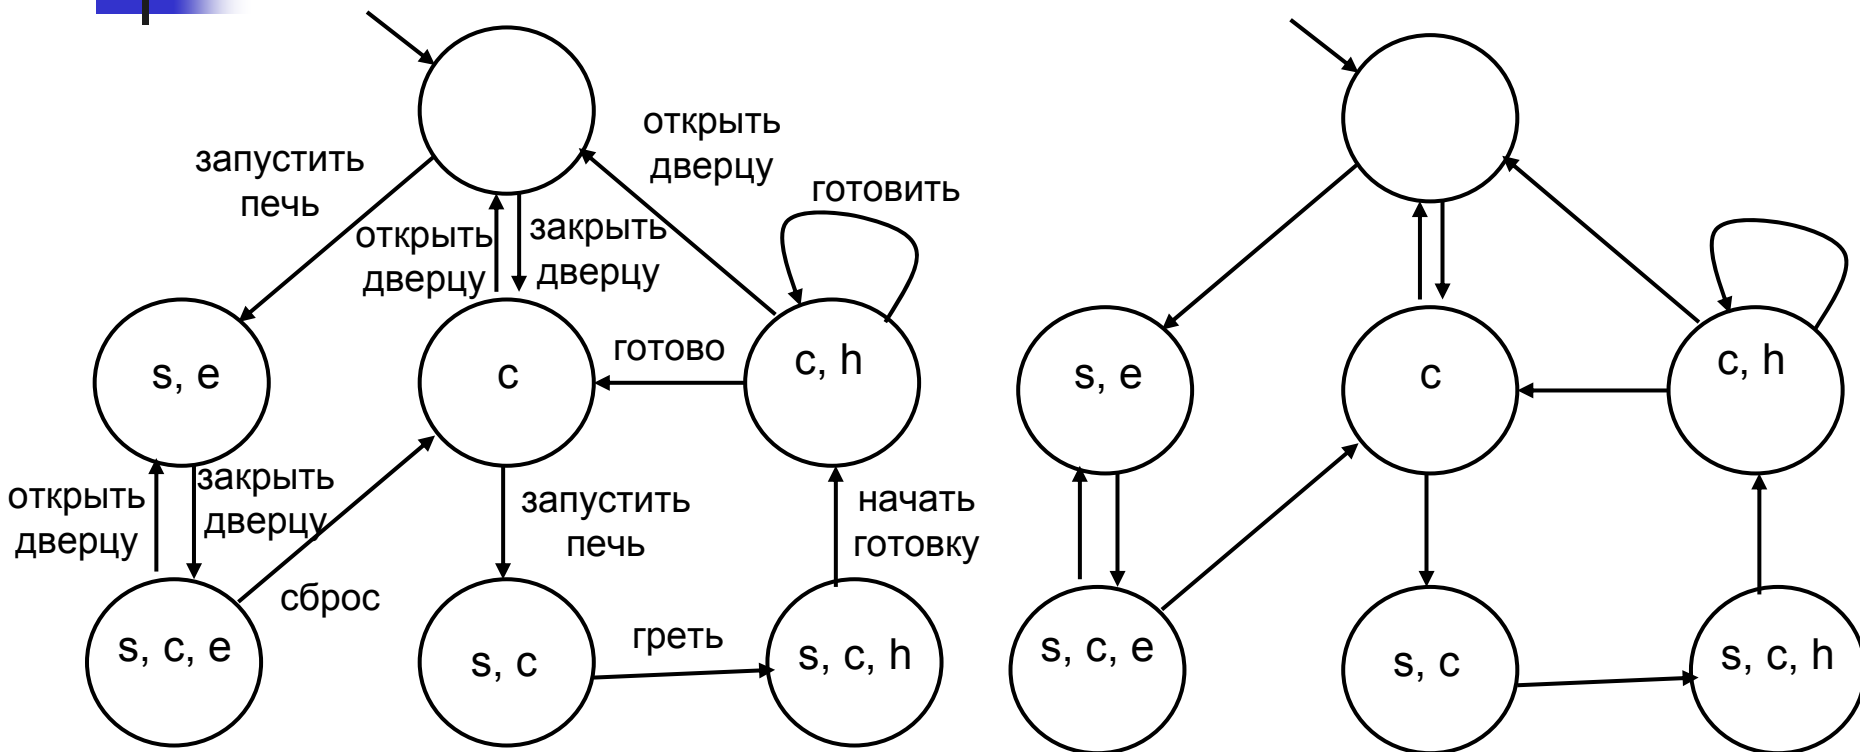 открыть
дверцу
запустить
печь
готовить
открыть
дверцу
закрыть
дверцу
готово
s, e
c
c, h
открыть
дверцу
закрыть
дверцу
запустить
печь
начать
готовку
сброс
греть
s, c, e
s, c
s, c, h
s, e
c
c, h
s, c, e
s, c
s, c, h